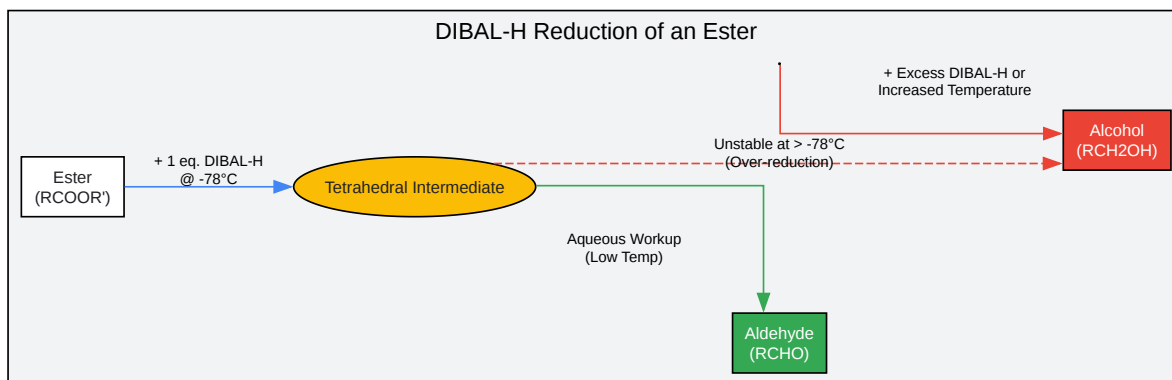 DIBAL-H Reduction of an Ester
+ Excess DIBAL-H or
Increased Temperature
Alcohol
(RCH2OH)
Unstable at > -78°C
(Over-reduction)
+ 1 eq. DIBAL-H
@ -78°C
Ester
(RCOOR')
Tetrahedral Intermediate
Aqueous Workup
(Low Temp)
Aldehyde
(RCHO)